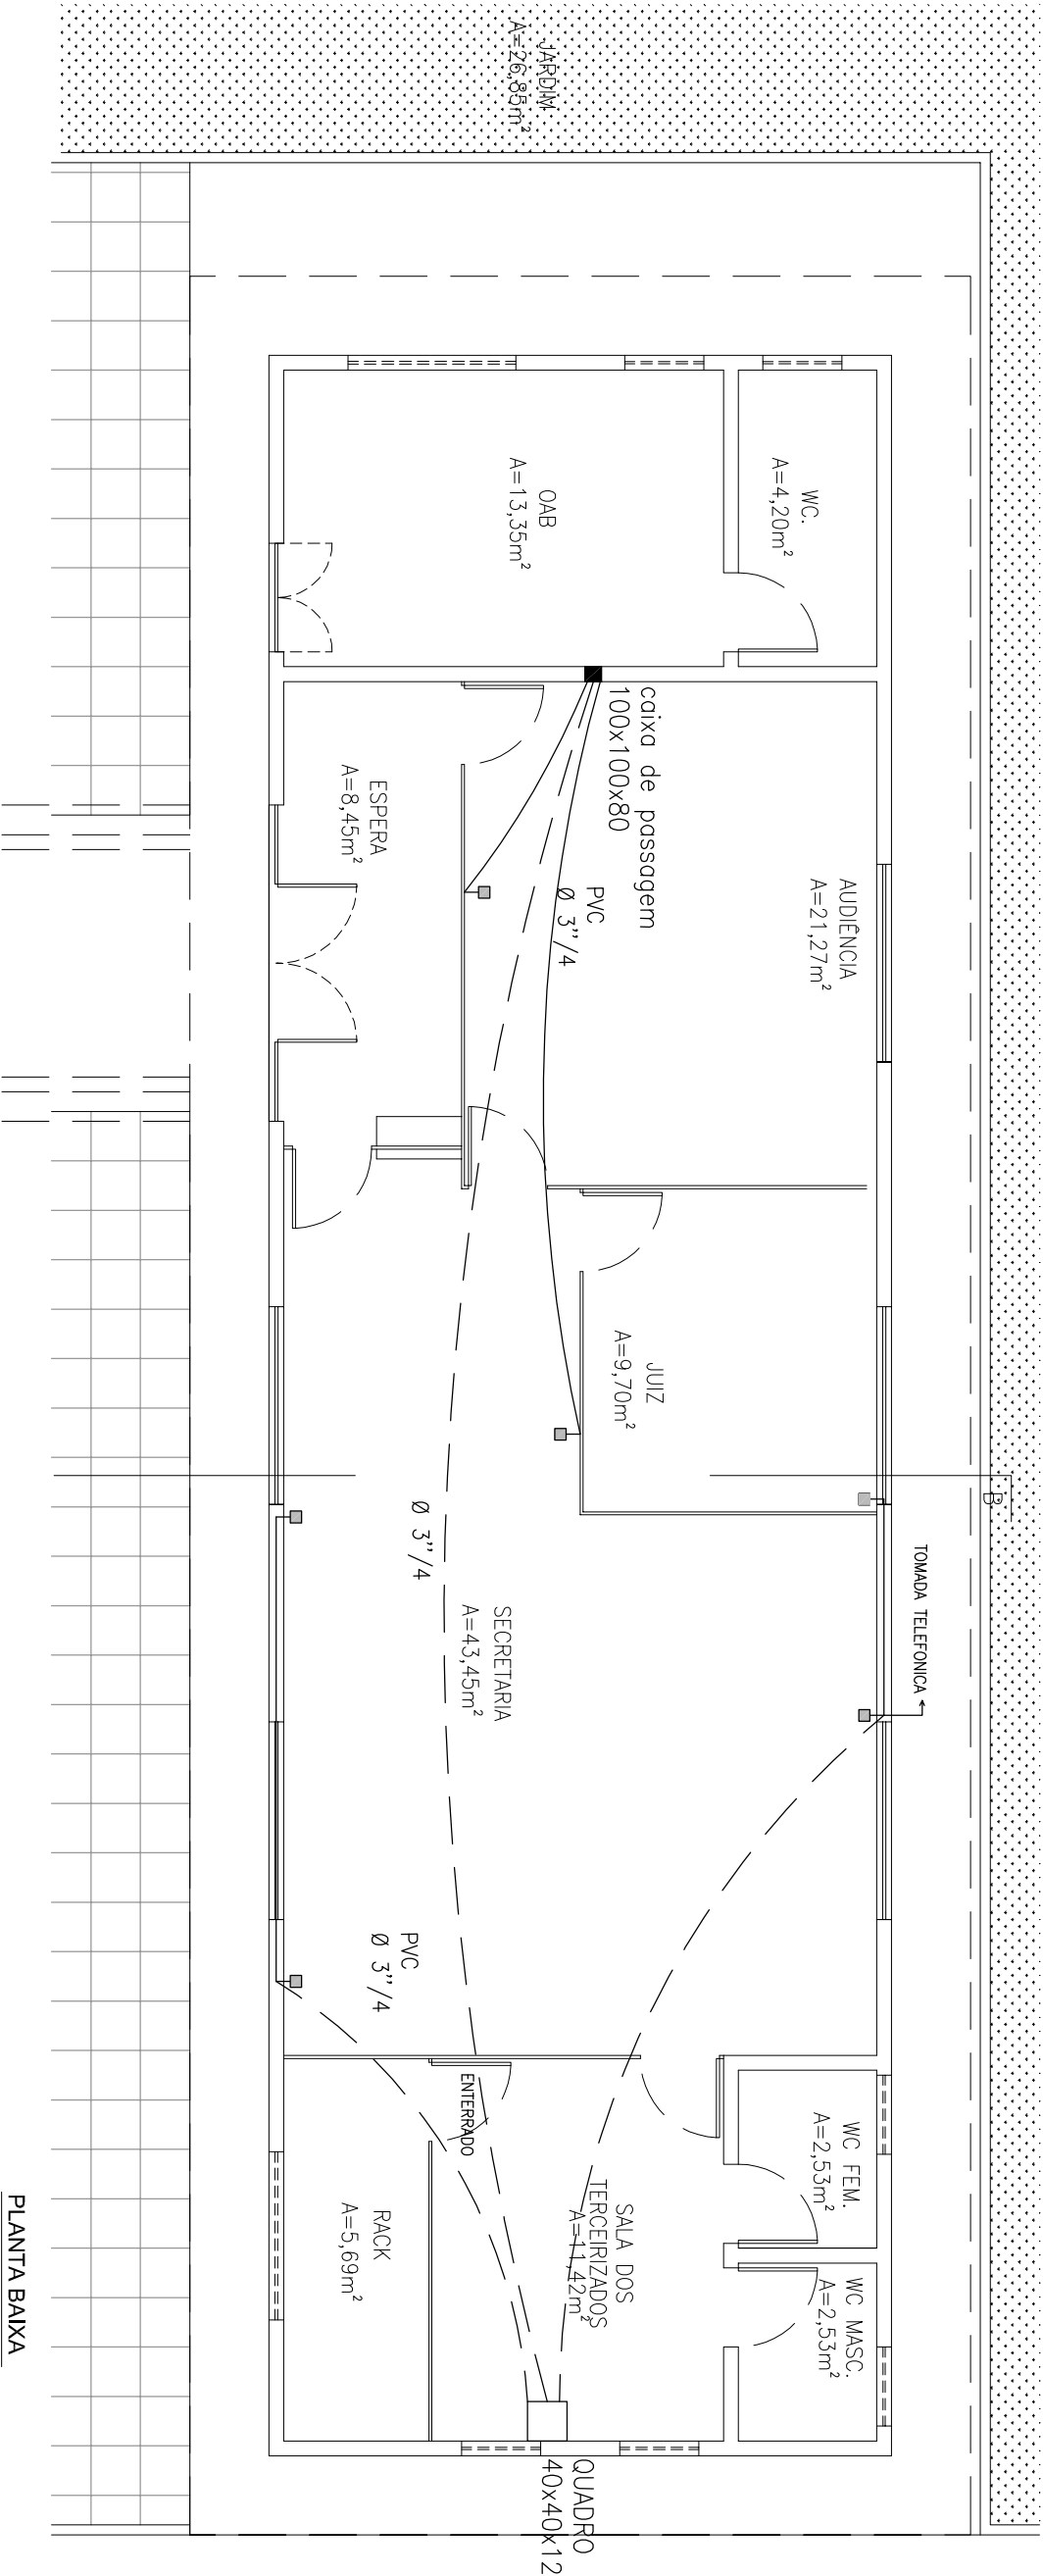 JARDIM
A=26,85m²
WC.
A=4,20m²
OAB
A=13,35m²
caixa de passagem
100x100x80
ESPERA
A=8,45m²
AUDIÊNCIA
A=21,27m²
PVC
Ø 3"/4
JUIZ
A=9,70m²
B
TOMADA TELEFONICA
Ø 3"/4
SECRETARIA
A=43,45m²
PVC
Ø 3"/4
ENTERRADO
WC FEM.
A=2,53m²
SALA DOS
TERCEIRIZADOS
A=11,42m²
RACK
A=5,69m²
WC MASC.
A=2,53m²
QUADRO
40x40x12
PLANTA BAIXA